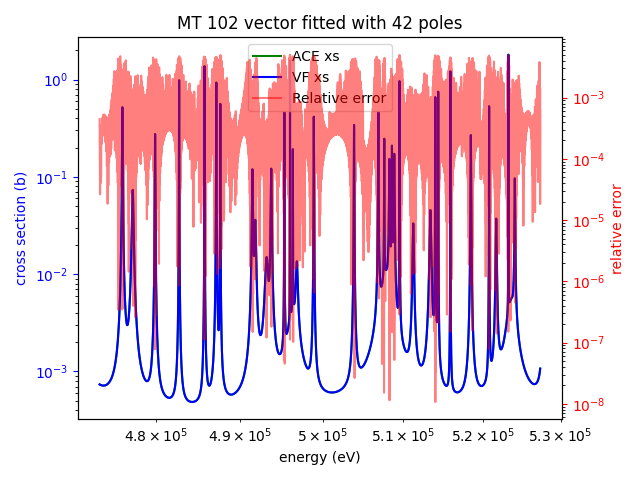 MT 102 vector fitted with 42 poles
ACE xs
VF xs
Relative error
10⁰
10⁻¹
10⁻²
10⁻³
cross section (b)
10⁻³
10⁻⁴
10⁻⁵
10⁻⁶
10⁻⁷
10⁻⁸
relative error
4.8 × 10⁵ 4.9 × 10⁵ 5 × 10⁵ 5.1 × 10⁵ 5.2 × 10⁵ 5.3 × 10⁵
energy (eV)